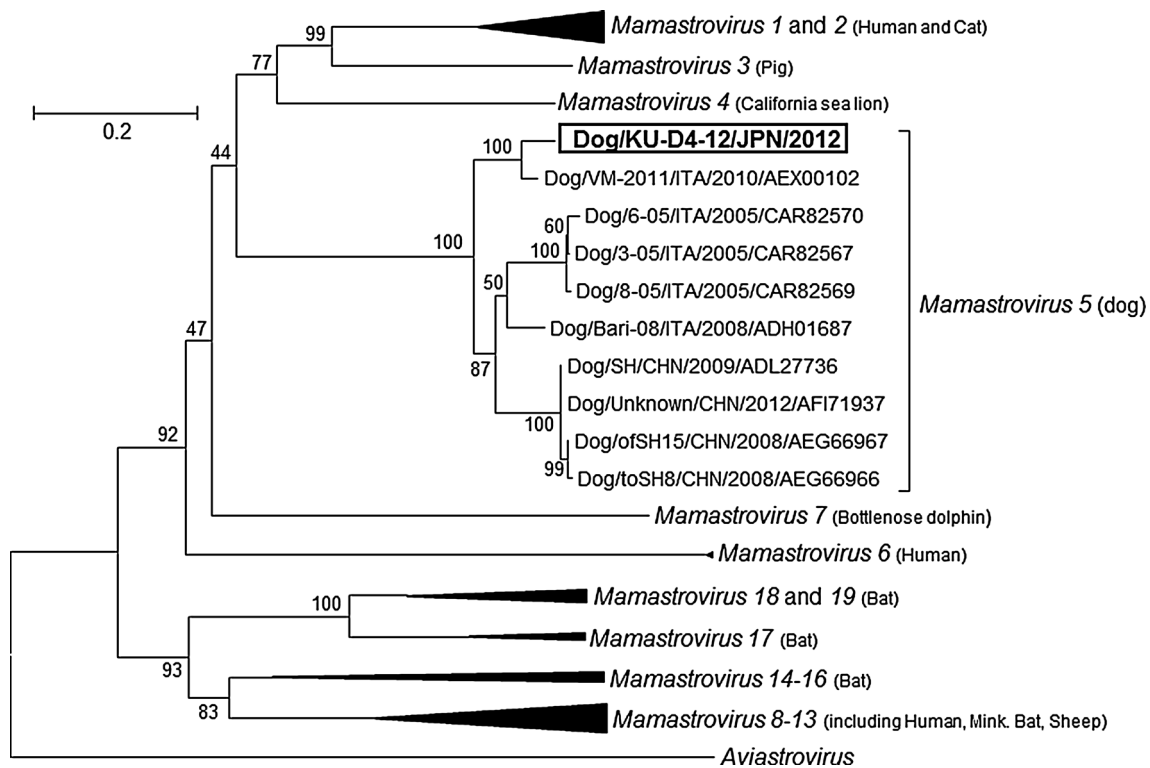 99
Mamastrovirus 1 and 2 (Human and Cat)
77
Mamastrovirus 3 (Pig)
Mamastrovirus 4 (California sea lion)
0.2
44
100
Dog/KU-D4-12/JPN/2012
Dog/VM-2011/ITA/2010/AEX00102
60
Dog/6-05/ITA/2005/CAR82570
100
100
Dog/3-05/ITA/2005/CAR82567
50
Dog/8-05/ITA/2005/CAR82569
Mamastrovirus 5 (dog)
47
Dog/Bari-08/ITA/2008/ADH01687
87
Dog/SH/CHN/2009/ADL27736
Dog/Unknown/CHN/2012/AFI71937
100
92
Dog/ofSH15/CHN/2008/AEG66967
99
Dog/toSH8/CHN/2008/AEG66966
Mamastrovirus 7 (Bottlenose dolphin)
Mamastrovirus 6 (Human)
100
Mamastrovirus 18 and 19 (Bat)
Mamastrovirus 17 (Bat)
93
Mamastrovirus 14-16 (Bat)
83
Mamastrovirus 8-13 (including Human, Mink. Bat, Sheep)
Aviastrovirus